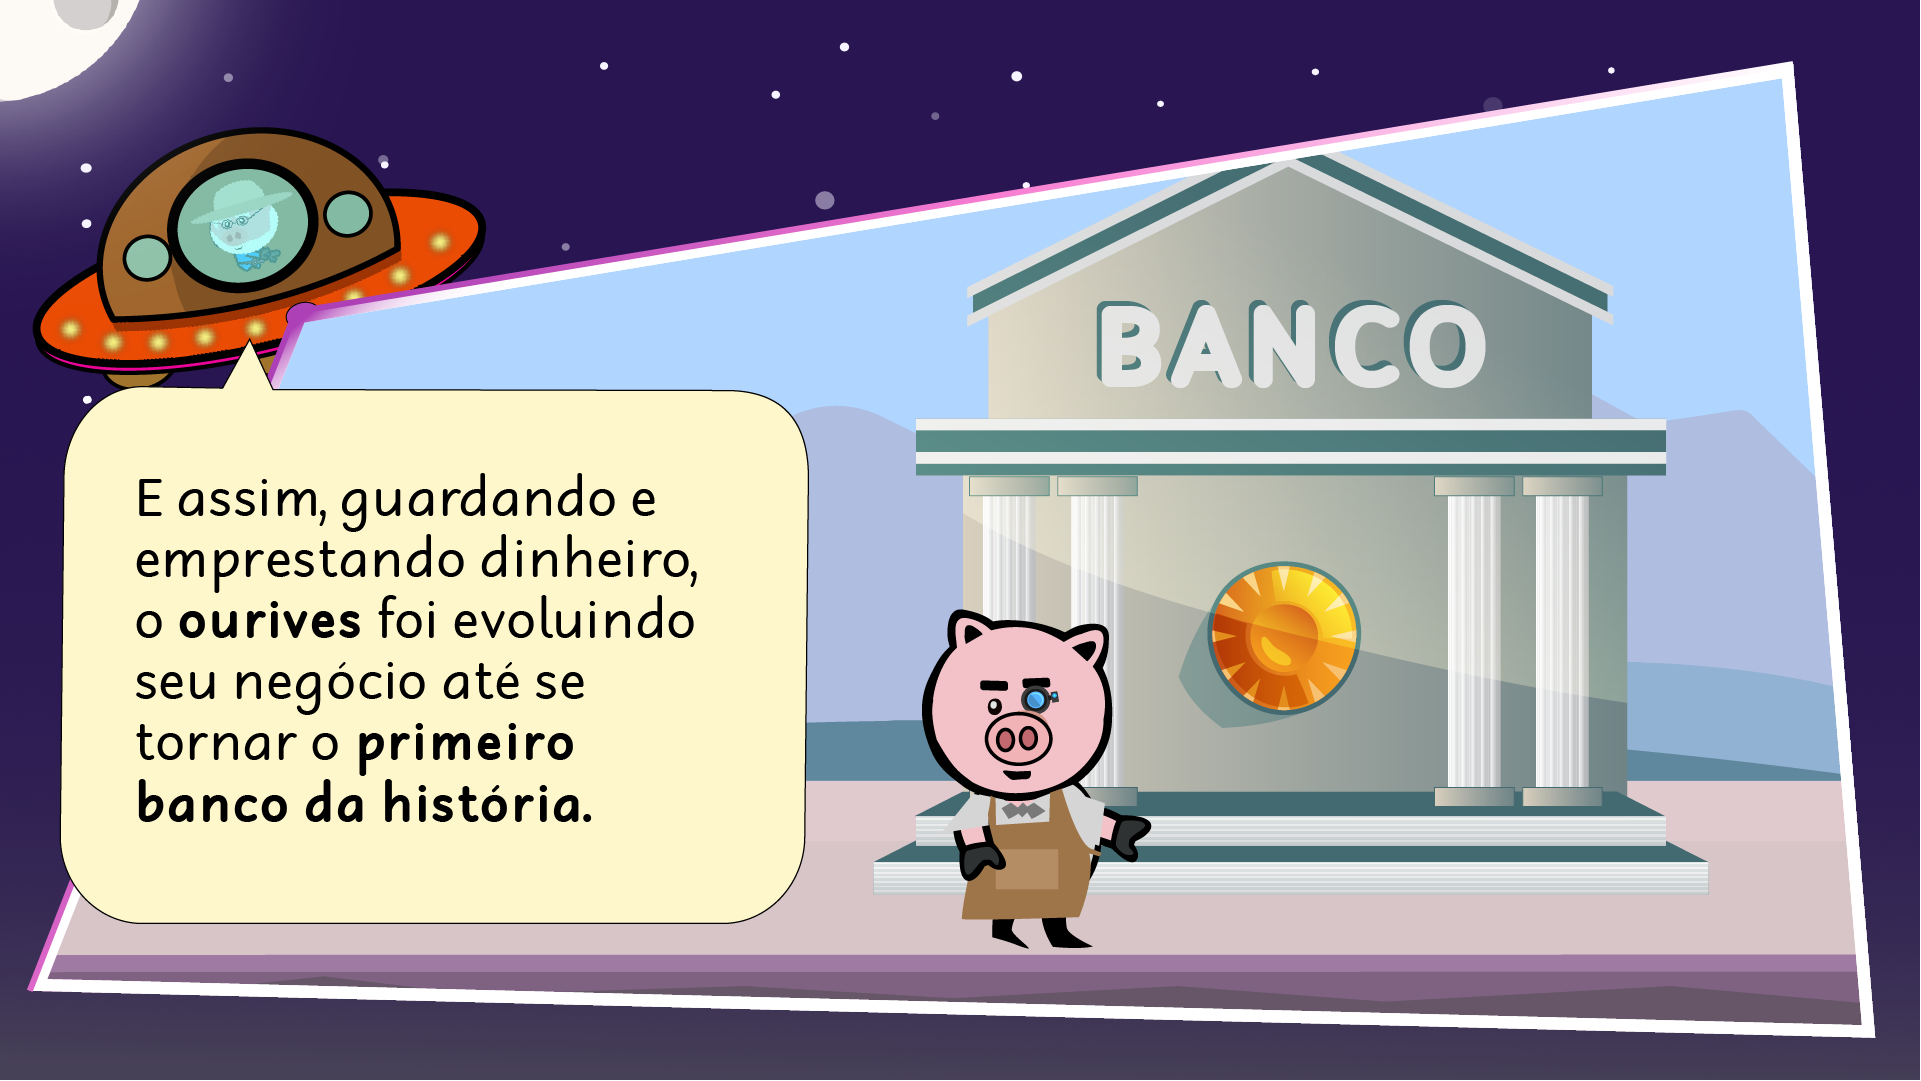 BANCO
E assim, guardando e
emprestando dinheiro,
o ourives foi evoluindo
seu negócio até se
tornar o primeiro
banco da história.